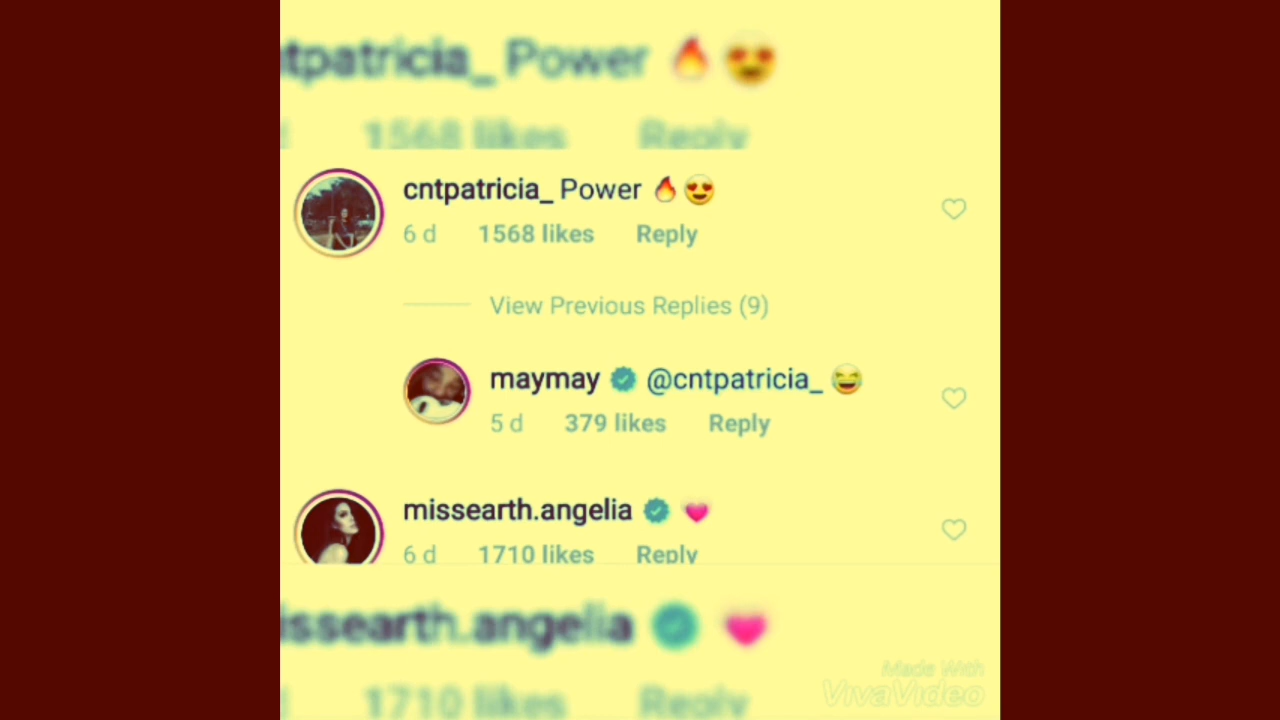 ntpatricia_ Power 🔥😍
1568 likes Reply
cntpatricia_ Power 🔥😍
6 d 1568 likes Reply
View Previous Replies (9)
maymay @cntpatricia_ 😂
5 d 379 likes Reply
missearth.angelia 💗
6 d 1710 likes Reply
issearth.angelia 💗
1710 likes Reply
Made With
VivaVideo